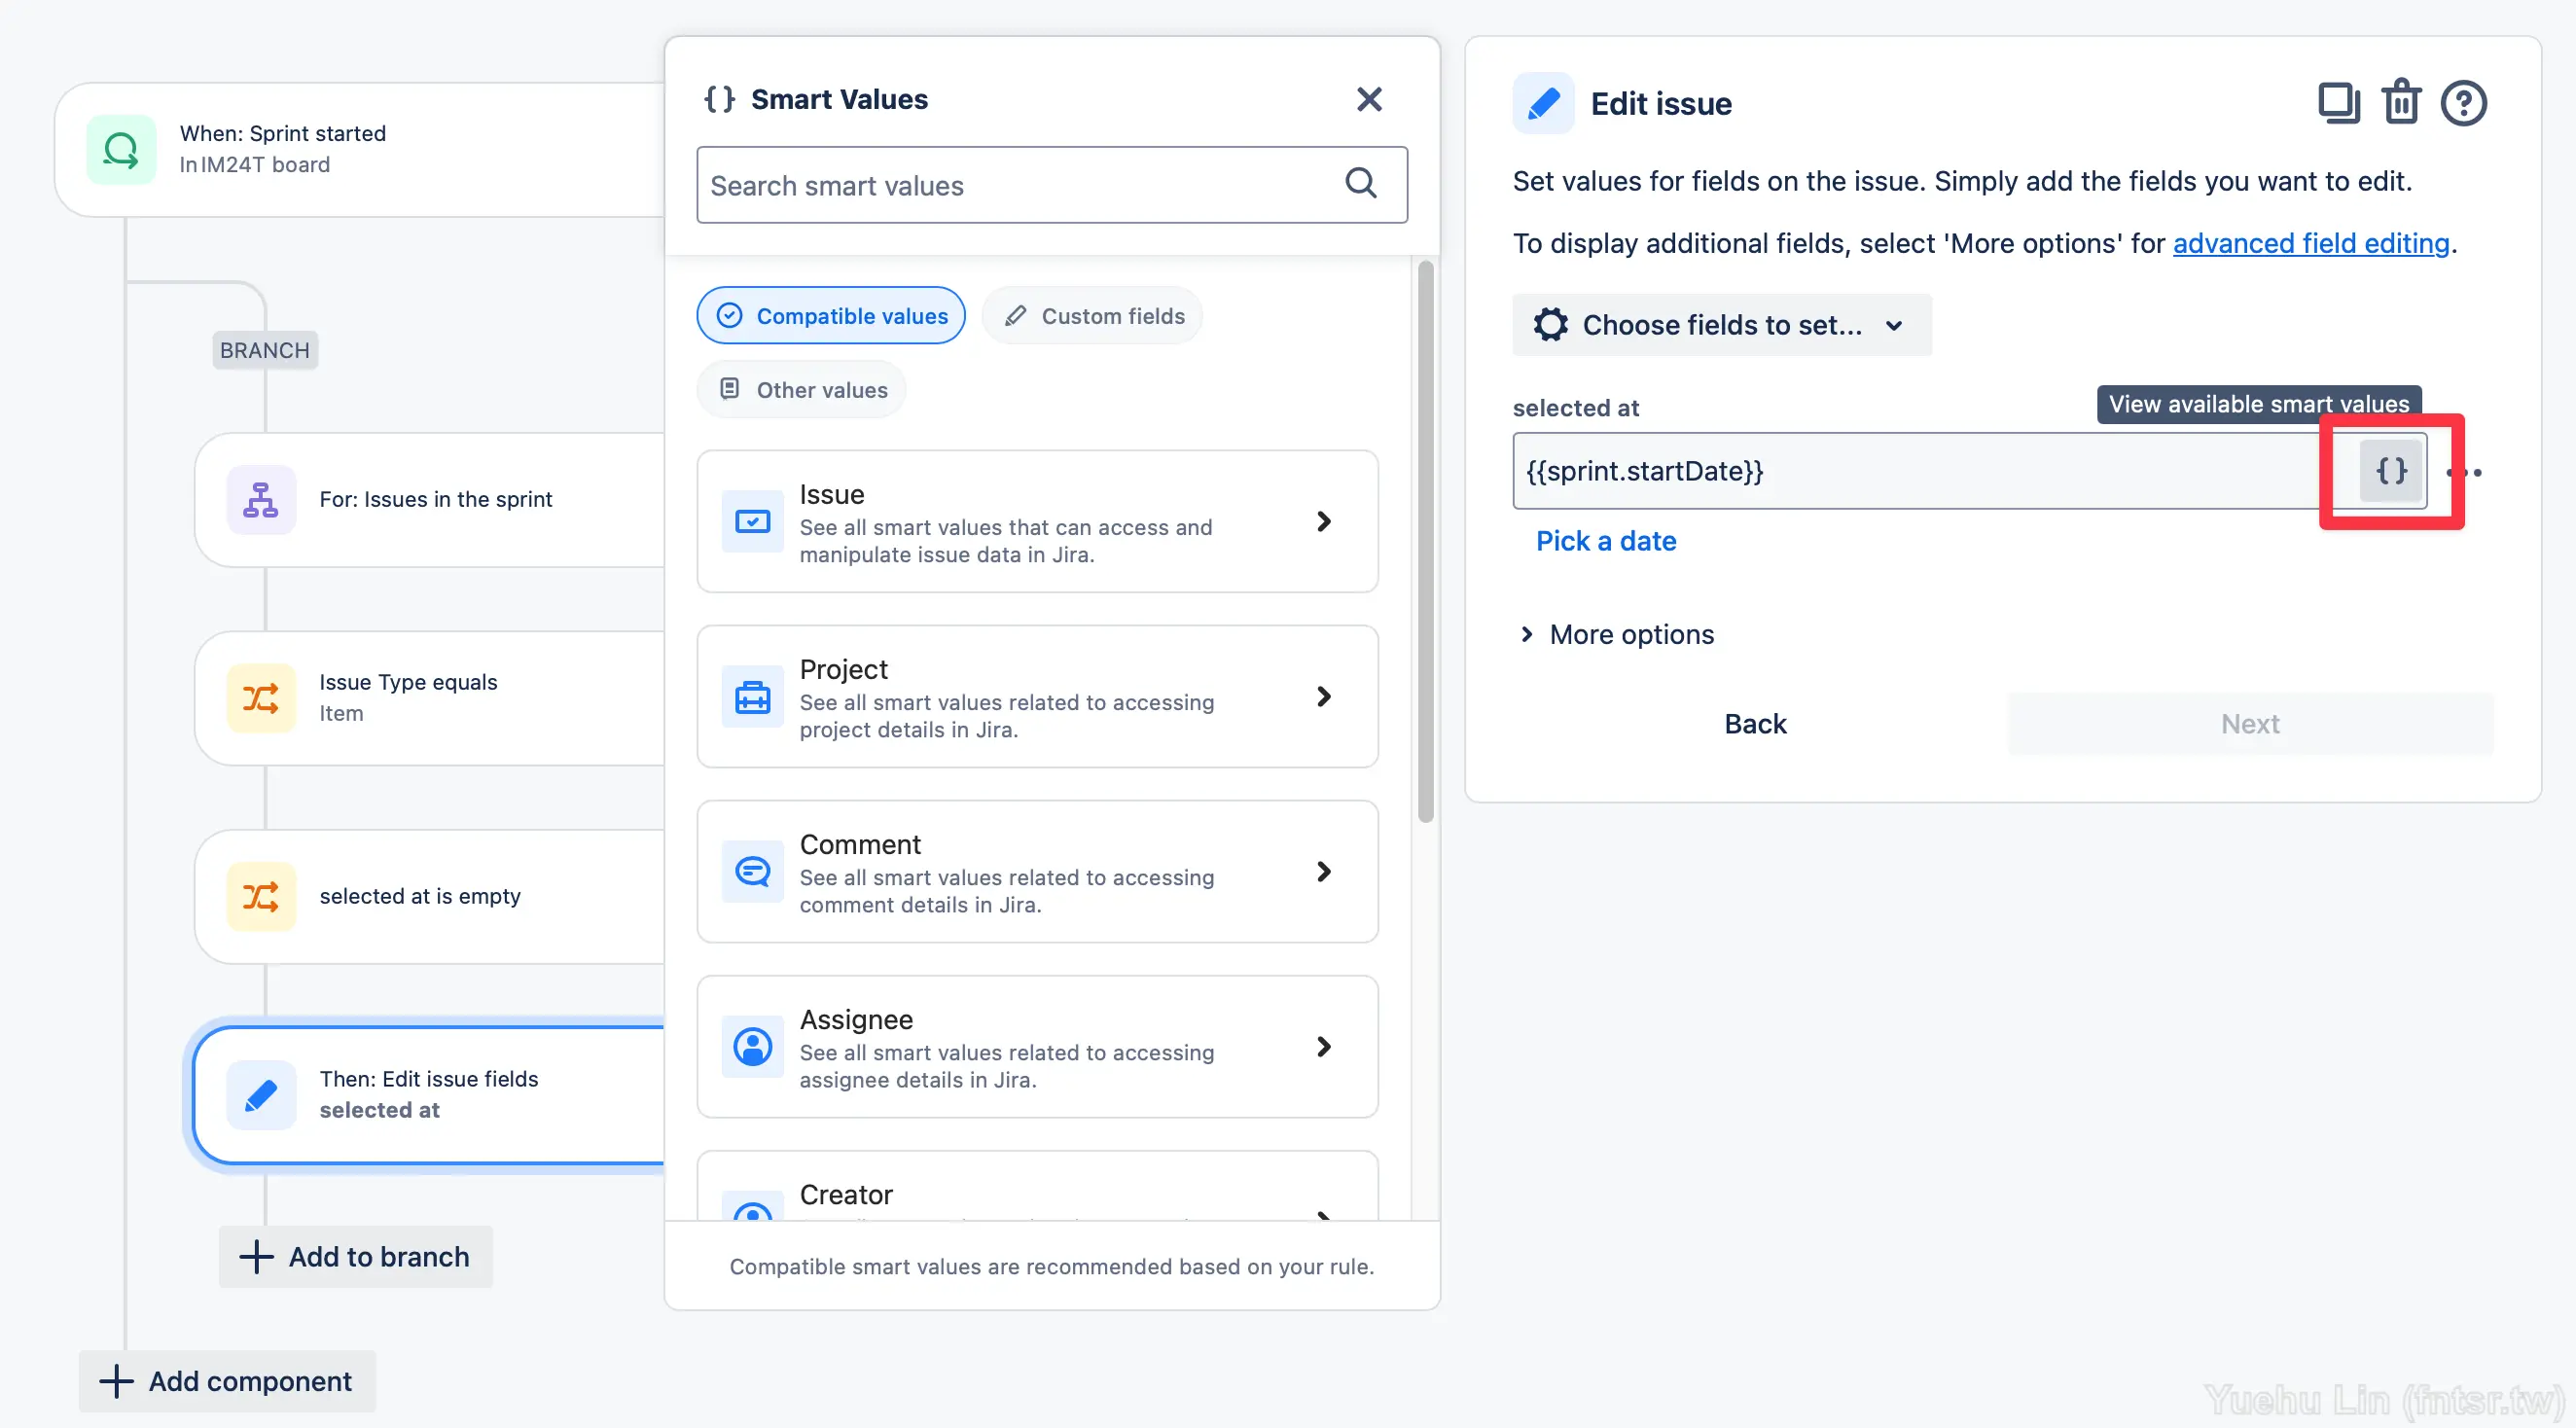 When: Sprint started
In IM24T board
BRANCH
For: Issues in the sprint
Issue Type equals
Item
selected at is empty
Then: Edit issue fields
selected at
Add to branch
Add component
{} Smart Values
Search smart values
Compatible values
Custom fields
Other values
Issue
See all smart values that can access and
manipulate issue data in Jira.
Project
See all smart values related to accessing
project details in Jira.
Comment
See all smart values related to accessing
comment details in Jira.
Assignee
See all smart values related to accessing
assignee details in Jira.
Creator
Compatible smart values are recommended based on your rule.
Edit issue
Set values for fields on the issue. Simply add the fields you want to edit.
To display additional fields, select 'More options' for advanced field editing.
Choose fields to set...
selected at
View available smart values
{{sprint.startDate}}
{}
Pick a date
More options
Back
Next
Yuehu Lin (fntsr.tw)